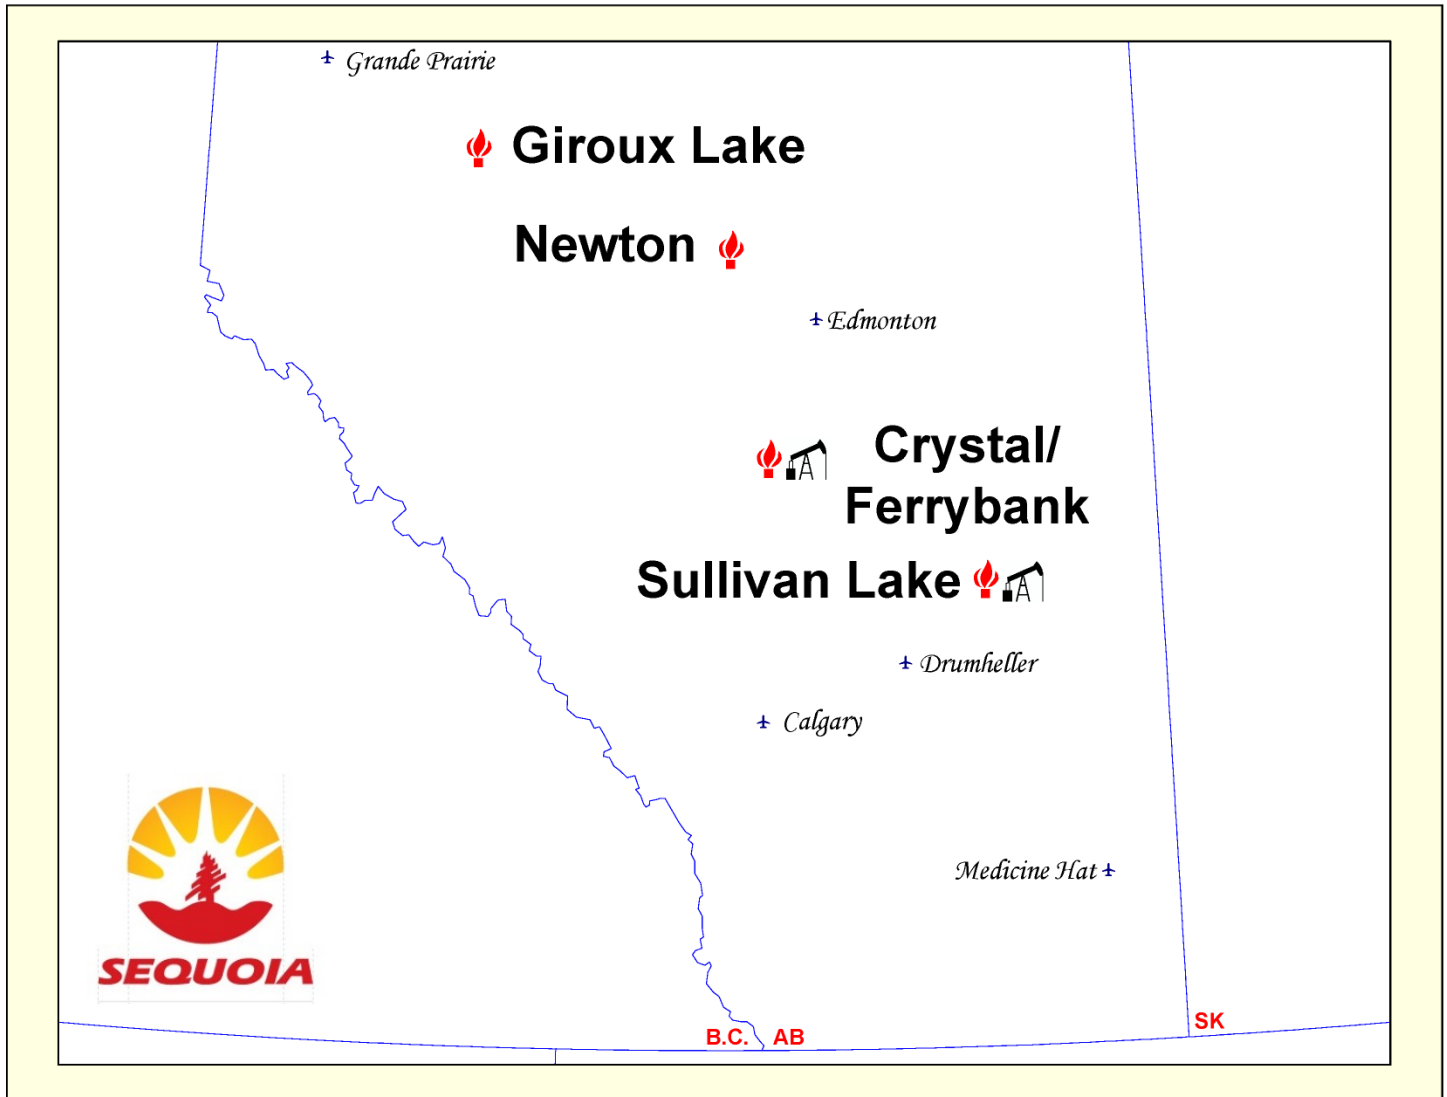 Grande Prairie
Giroux Lake
Newton
Edmonton
Crystal/
Ferrybank
Sullivan Lake
Drumheller
Calgary
Medicine Hat
SEQUOIA
B.C.
AB
SK